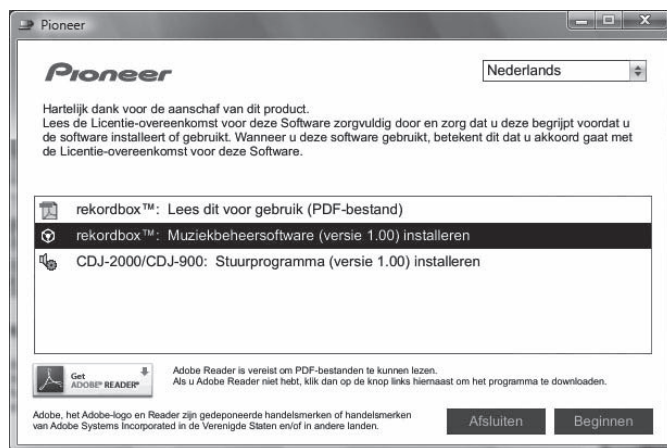 Pioneer
Pioneer
Nederlands
Hartelijk dank voor de aanschaf van dit product.
Lees de Licentie-overeenkomst voor deze Software zorgvuldig door en zorg dat u deze begrijpt voordat u
de software installeert of gebruikt. Wanneer u deze software gebruikt, betekent dit dat u akkoord gaat met
de Licentie-overeenkomst voor deze Software.
rekordbox™: Lees dit voor gebruik (PDF-bestand)
rekordbox™: Muziekbeheersoftware (versie 1.00) installeren
CDJ-2000/CDJ-900: Stuurprogramma (versie 1.00) installeren
Get
ADOBE® READER®
Adobe Reader is vereist om PDF-bestanden te kunnen lezen.
Als u Adobe Reader niet hebt, klik dan op de knop links hiernaast om het programma te downloaden.
Adobe, het Adobe-logo en Reader zijn gedeponeerde handelsmerken of handelsmerken
van Adobe Systems Incorporated in de Verenigde Staten en/of in andere landen.
Afsluiten
Beginnen